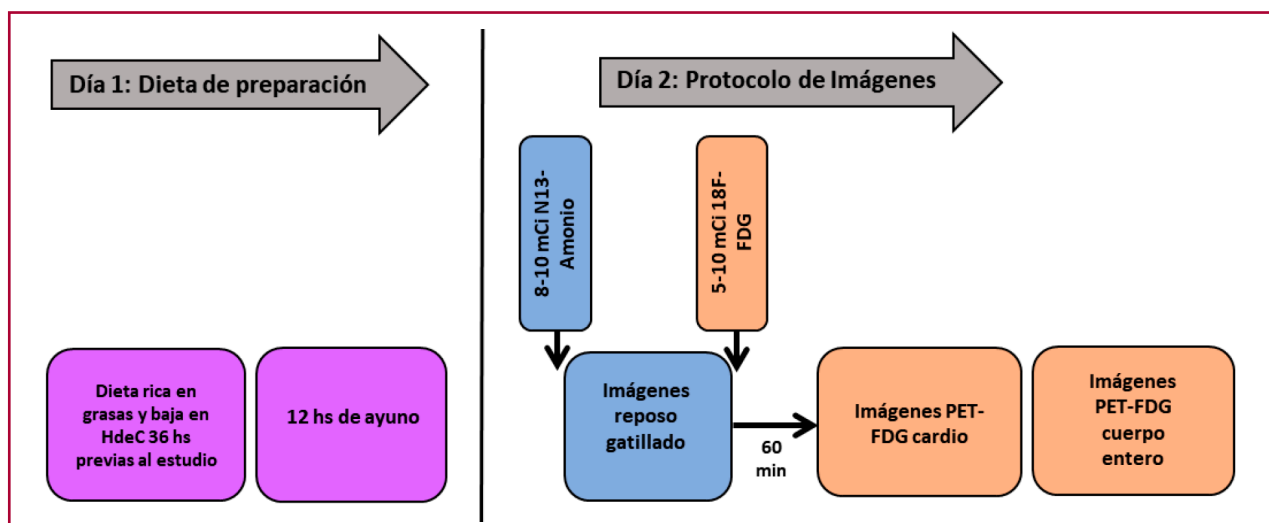 Día 1: Dieta de preparación
Día 2: Protocolo de Imágenes
8-10 mCi N13-
Amonio
5-10 mCi 18F-
FDG
Dieta rica en
grasas y baja en
HdeC 36 hs
previas al estudio
12 hs de ayuno
Imágenes
reposo
gatillado
60
min
Imágenes PET-
FDG cardio
Imágenes
PET-FDG
cuerpo
entero